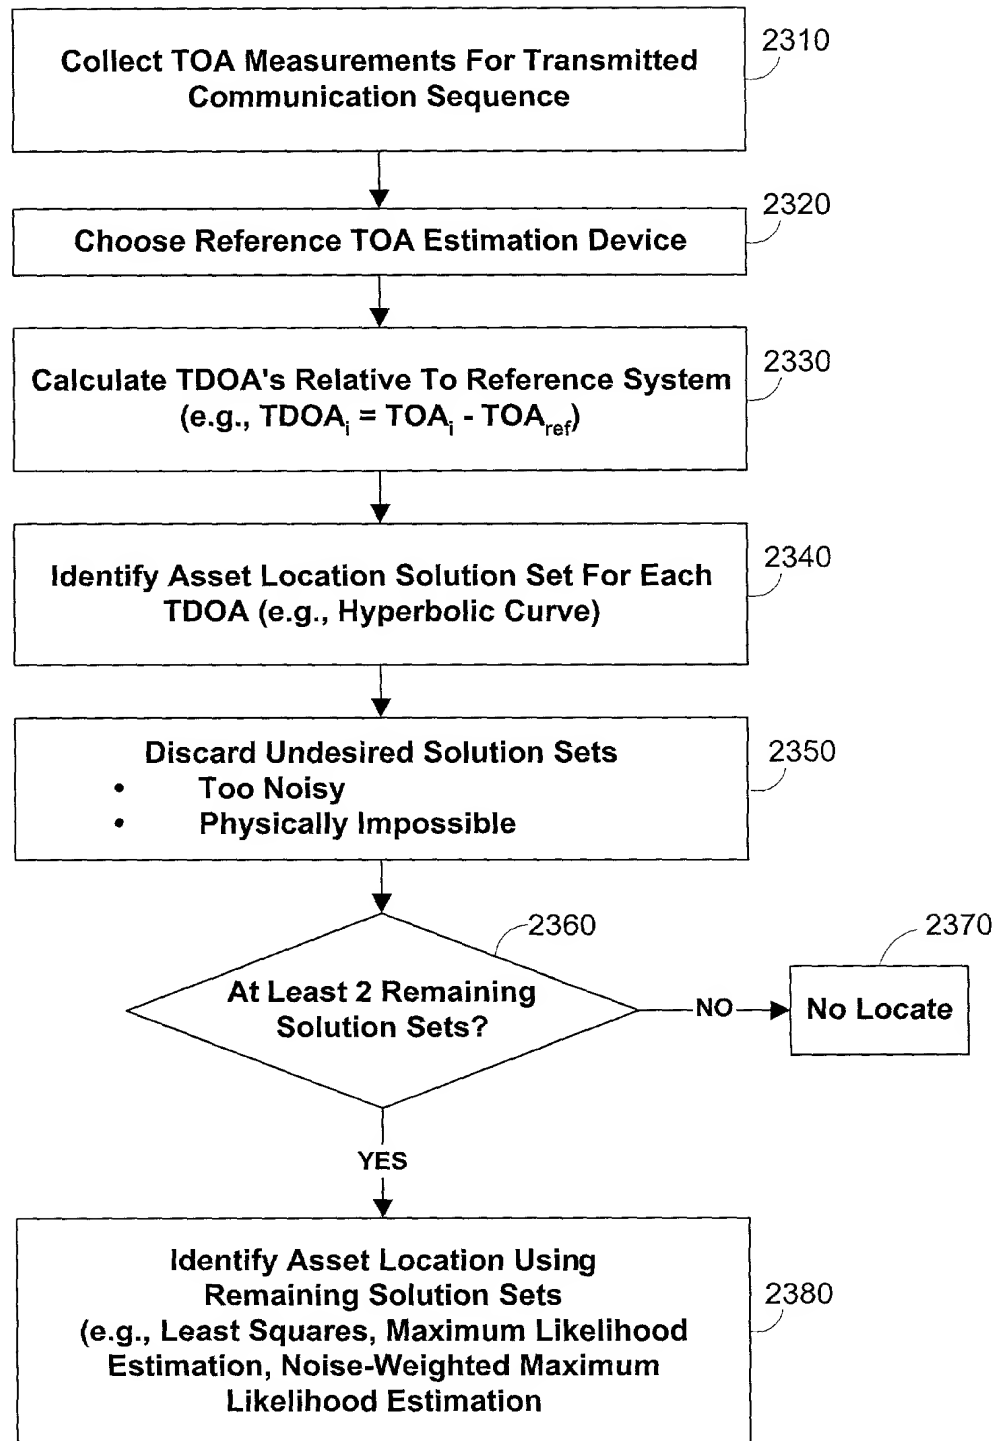 2310
Collect TOA Measurements For Transmitted
Communication Sequence
2320
Choose Reference TOA Estimation Device
2330
Calculate TDOA's Relative To Reference System
(e.g., TDOAi = TOAi - TOAref)
2340
Identify Asset Location Solution Set For Each
TDOA (e.g., Hyperbolic Curve)
2350
Discard Undesired Solution Sets
• Too Noisy
• Physically Impossible
2360
At Least 2 Remaining
Solution Sets?
NO
2370
No Locate
YES
2380
Identify Asset Location Using
Remaining Solution Sets
(e.g., Least Squares, Maximum Likelihood
Estimation, Noise-Weighted Maximum
Likelihood Estimation